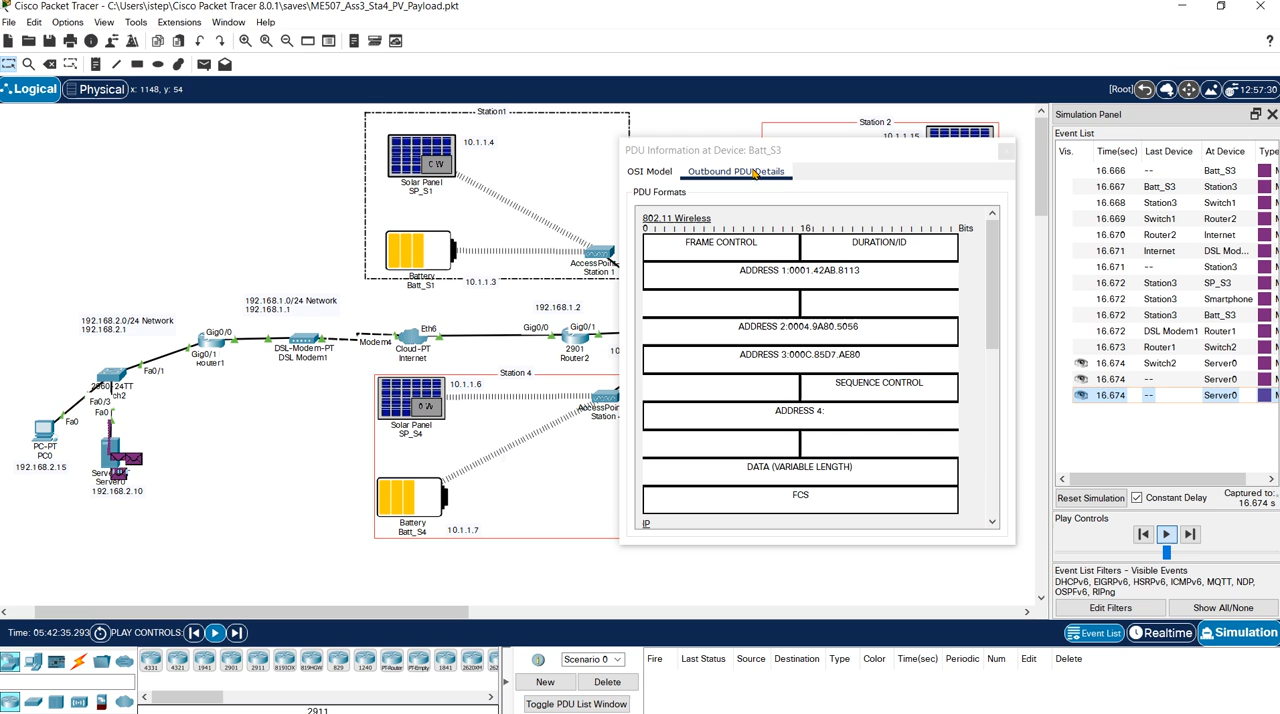 Cisco Packet Tracer - C:\Users\istep\Cisco Packet Tracer 8.0.1\saves\ME507_Ass3_Sta4_PV_Payload.pkt
File Edit Options View Tools Extensions Window Help
Logical Physical x: 1148, y: 54 [Root] 12:57:30
Station1
10.1.1.4
Solar Panel
SP_S1
0 W
Battery
Batt_S1
10.1.1.3
AccessPoin
Station 1
Station 2
10.1.1.15
192.168.1.0/24 Network
192.168.1.1
192.168.2.0/24 Network
192.168.2.1
192.168.1.2
Gig0/0
Gig0/1
Router1
DSL-Modem-PT
DSL Modem1
Modem4
Eth6
Cloud-PT
Internet
Gig0/0
Gig0/1
2901
Router2
Fa0/1
Fa0/3
Fa0
Fa0
PC-PT
PC0
192.168.2.15
Server0
192.168.2.10
Station 4
10.1.1.6
0 W
Solar Panel
SP_S4
Station
Battery
Batt_S4
10.1.1.7
PDU Information at Device: Batt_S3
OSI Model Outbound PDU Details
PDU Formats
802.11 Wireless
0 16 Bits
FRAME CONTROL DURATION/ID
ADDRESS 1:0001.42AB.8113
ADDRESS 2:0004.9A80.5056
ADDRESS 3:000C.85D7.AE80
SEQUENCE CONTROL
ADDRESS 4:
DATA (VARIABLE LENGTH)
FCS
IP
Simulation Panel
Event List
Vis. Time(sec) Last Device At Device Type
16.666 -- Batt_S3
16.667 Batt_S3 Station3
16.668 Station3 Switch1
16.669 Switch1 Router2
16.670 Router2 Internet
16.671 Internet DSL Mod...
16.671 -- Station3
16.672 Station3 SP_S3
16.672 Station3 Smartphone
16.672 Station3 Batt_S3
16.672 DSL Modem1 Router1
16.673 Router1 Switch2
16.674 Switch2 Server0
16.674 -- Server0
16.674 -- Server0
Reset Simulation Constant Delay Captured to:
16.674 s
Play Controls
Event List Filters - Visible Events
DHCPv6, EIGRPv6, HSRPv6, ICMPv6, MQTT, NDP,
OSPFv6, RIPng
Edit Filters Show All/None
Time: 05:42:35.293 PLAY CONTROLS: Event List Realtime Simulation
4331 4321 1941 2901 2911 819IOX 819HGW 829 1240 PT-Router PT-Empty 1841 2620XM 262
2911
Scenario 0
New Delete
Toggle PDU List Window
Fire Last Status Source Destination Type Color Time(sec) Periodic Num Edit Delete